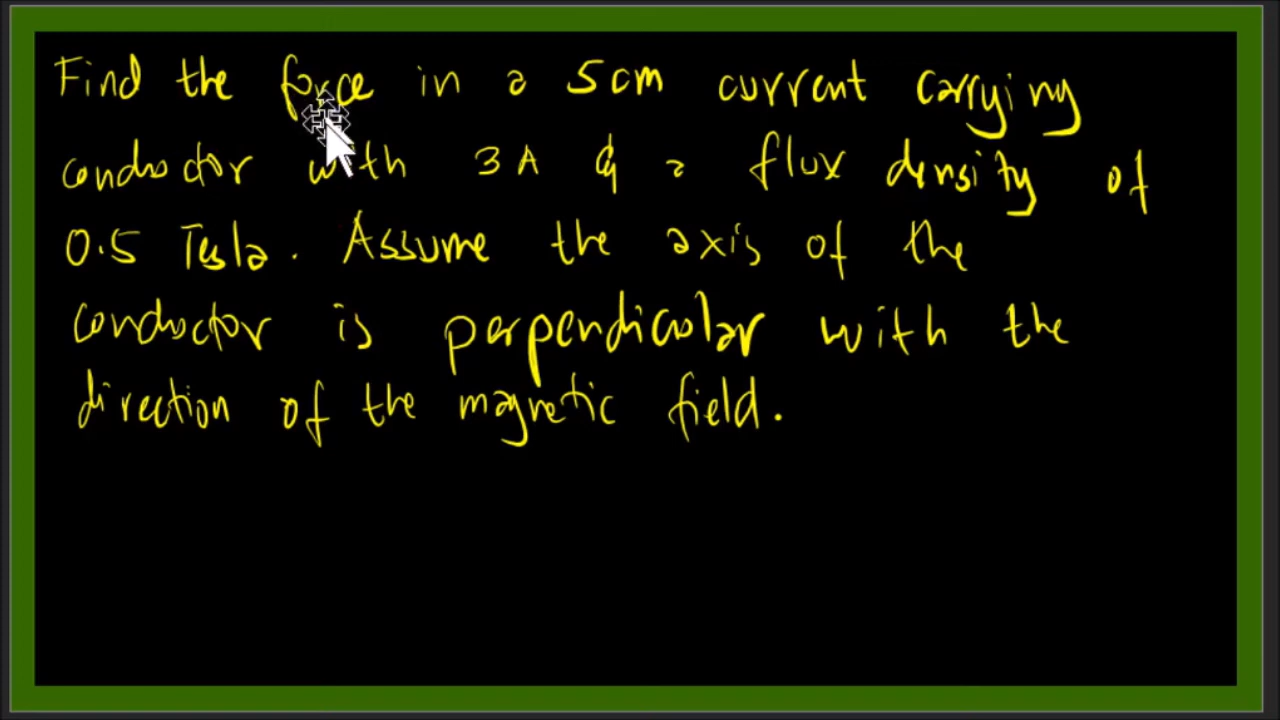 Find the force in a 5cm current carrying
conductor with 3 A & a flux density of
0.5 Tesla. Assume the axis of the
conductor is perpendicular with the
direction of the magnetic field.